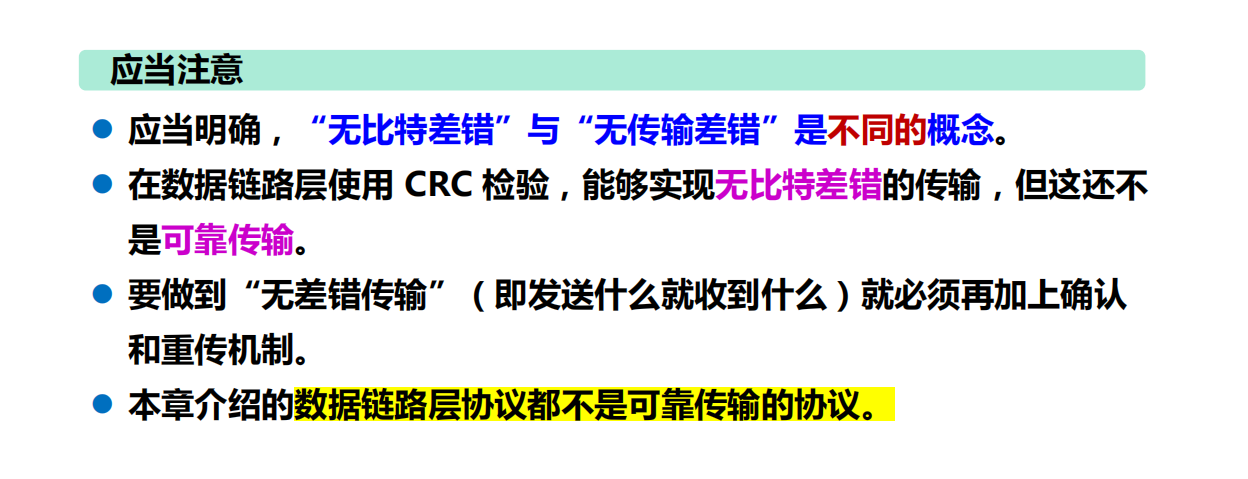 应当注意
应当明确，“无比特差错”与“无传输差错”是不同的概念。
在数据链路层使用 CRC 检验，能够实现无比特差错的传输，但这还不
是可靠传输。
要做到“无差错传输”（即发送什么就收到什么）就必须再加上确认
和重传机制。
本章介绍的数据链路层协议都不是可靠传输的协议。